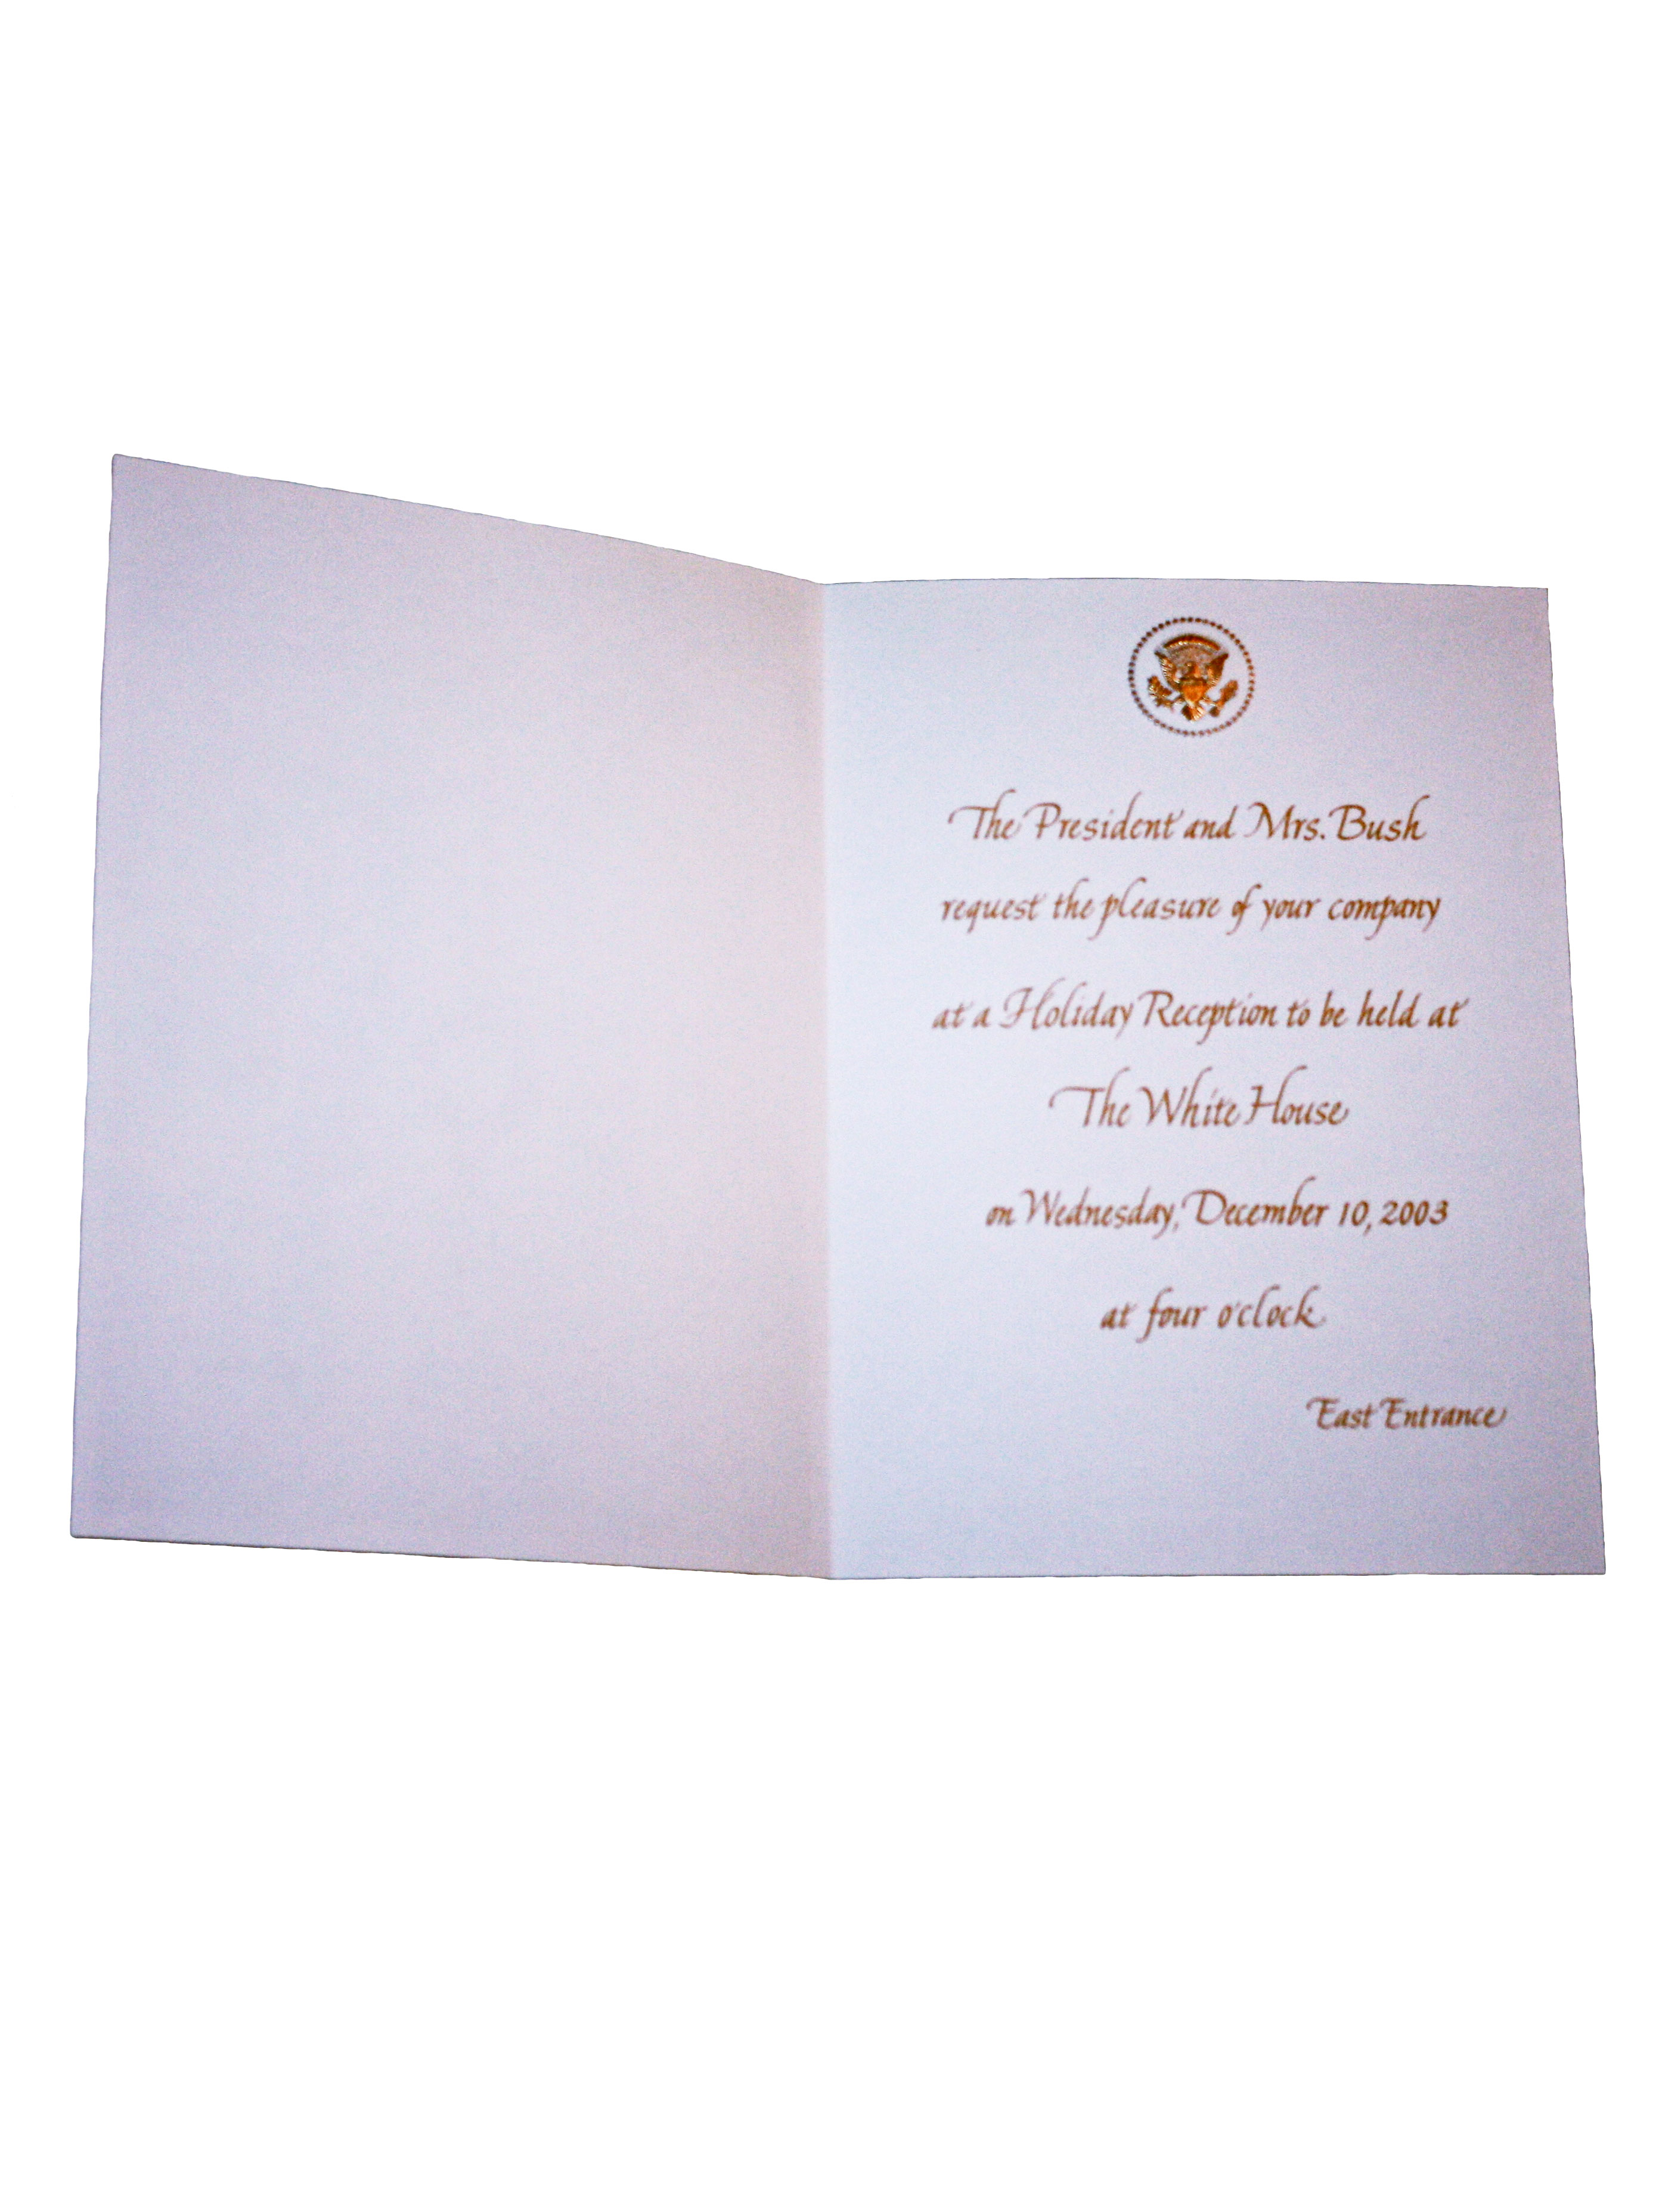 The President and Mrs. Bush
request the pleasure of your company
at a Holiday Reception to be held at
The White House
on Wednesday, December 10, 2003
at four o'clock
East Entrance